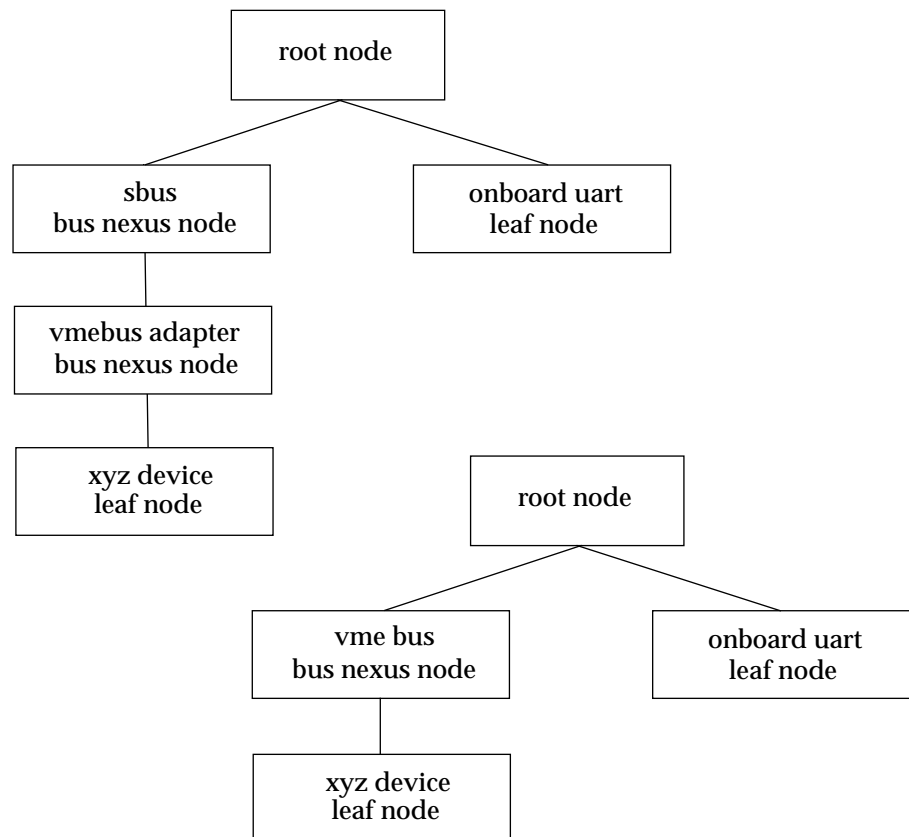 root node
sbus
bus nexus node
onboard uart
leaf node
vmebus adapter
bus nexus node
xyz device
leaf node
root node
vme bus
bus nexus node
onboard uart
leaf node
xyz device
leaf node